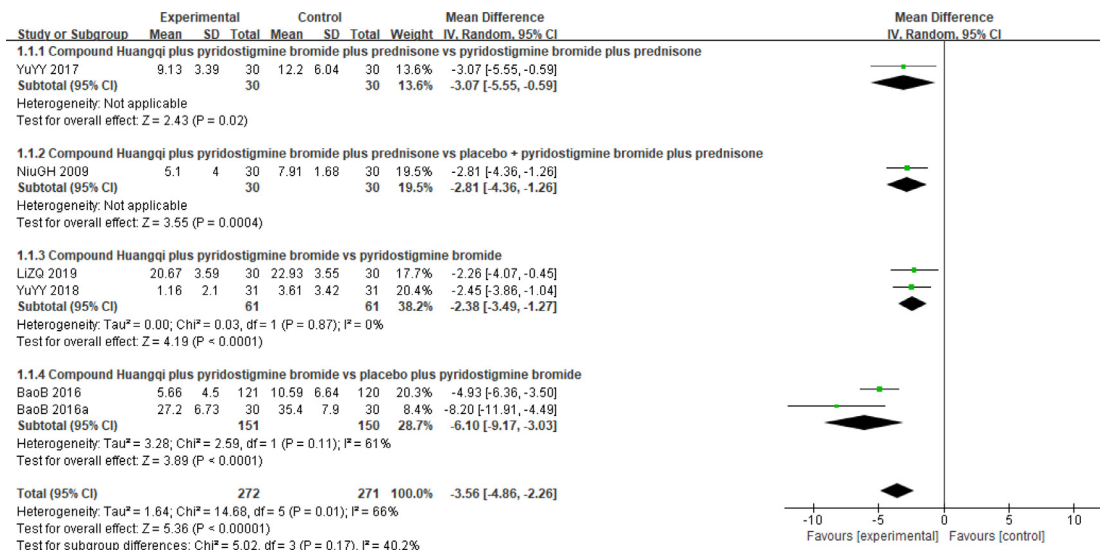 Experimental Control Mean Difference Mean Difference
Study or Subgroup Mean SD Total Mean SD Total Weight IV, Random, 95% CI IV, Random, 95% CI
1.1.1 Compound Huangqi plus pyridostigmine bromide plus prednisone vs pyridostigmine bromide plus prednisone
YuYY 2017 9.13 3.39 30 12.2 6.04 30 13.6% -3.07 [-5.55, -0.59]
Subtotal (95% CI) 30 30 13.6% -3.07 [-5.55, -0.59]
Heterogeneity: Not applicable
Test for overall effect: Z = 2.43 (P = 0.02)
1.1.2 Compound Huangqi plus pyridostigmine bromide plus prednisone vs placebo + pyridostigmine bromide plus prednisone
NiuGH 2009 5.1 4 30 7.91 1.68 30 19.5% -2.81 [-4.36, -1.26]
Subtotal (95% CI) 30 30 19.5% -2.81 [-4.36, -1.26]
Heterogeneity: Not applicable
Test for overall effect: Z = 3.55 (P = 0.0004)
1.1.3 Compound Huangqi plus pyridostigmine bromide vs pyridostigmine bromide
LiZQ 2019 20.67 3.59 30 22.93 3.55 30 17.7% -2.26 [-4.07, -0.45]
YuYY 2018 1.16 2.1 31 3.61 3.42 31 20.4% -2.45 [-3.86, -1.04]
Subtotal (95% CI) 61 61 38.2% -2.38 [-3.49, -1.27]
Heterogeneity: Tau² = 0.00; Chi² = 0.03, df = 1 (P = 0.87); I² = 0%
Test for overall effect: Z = 4.19 (P < 0.0001)
1.1.4 Compound Huangqi plus pyridostigmine bromide vs placebo plus pyridostigmine bromide
BaoB 2016 5.66 4.5 121 10.59 6.64 120 20.3% -4.93 [-6.36, -3.50]
BaoB 2016a 27.2 6.73 30 35.4 7.9 30 8.4% -8.20 [-11.91, -4.49]
Subtotal (95% CI) 151 150 28.7% -6.10 [-9.17, -3.03]
Heterogeneity: Tau² = 3.28; Chi² = 2.59, df = 1 (P = 0.11); I² = 61%
Test for overall effect: Z = 3.89 (P < 0.0001)
Total (95% CI) 272 271 100.0% -3.56 [-4.86, -2.26]
Heterogeneity: Tau² = 1.64; Chi² = 14.68, df = 5 (P = 0.01); I² = 66%
Test for overall effect: Z = 5.36 (P < 0.00001)
Test for subgroup differences: Chi² = 5.02, df = 3 (P = 0.17), I² = 40.2%
-10 -5 0 5 10
Favours [experimental] Favours [control]